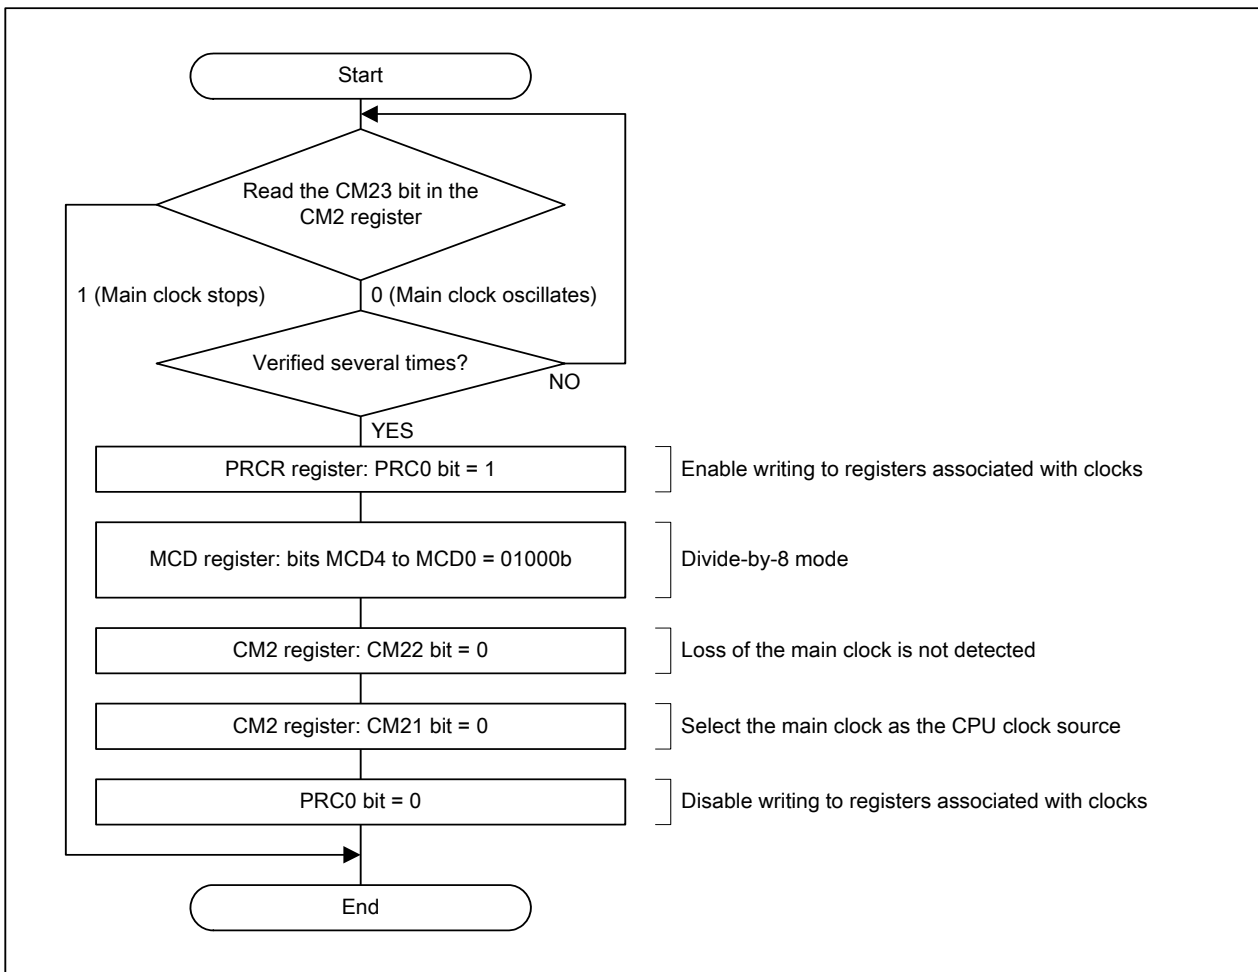 Start
Read the CM23 bit in the
CM2 register
1 (Main clock stops)
0 (Main clock oscillates)
Verified several times?
NO
YES
PRCR register: PRC0 bit = 1
Enable writing to registers associated with clocks
MCD register: bits MCD4 to MCD0 = 01000b
Divide-by-8 mode
CM2 register: CM22 bit = 0
Loss of the main clock is not detected
CM2 register: CM21 bit = 0
Select the main clock as the CPU clock source
PRC0 bit = 0
Disable writing to registers associated with clocks
End